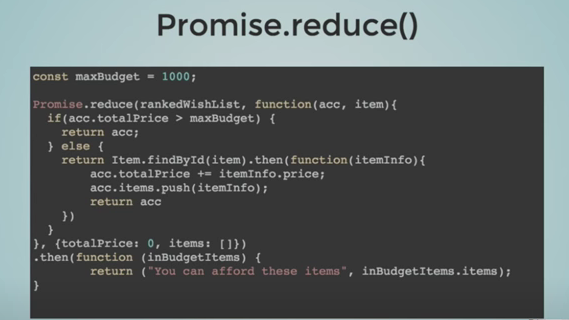 Promise.reduce()
const maxBudget = 1000;
Promise.reduce(rankedWishList, function(acc, item){
if(acc.totalPrice > maxBudget) {
return acc;
} else {
return Item.findById(item).then(function(itemInfo){
acc.totalPrice += itemInfo.price;
acc.items.push(itemInfo);
return acc
})
}
}, {totalPrice: 0, items: []})
.then(function (inBudgetItems) {
return ("You can afford these items", inBudgetItems.items);
}